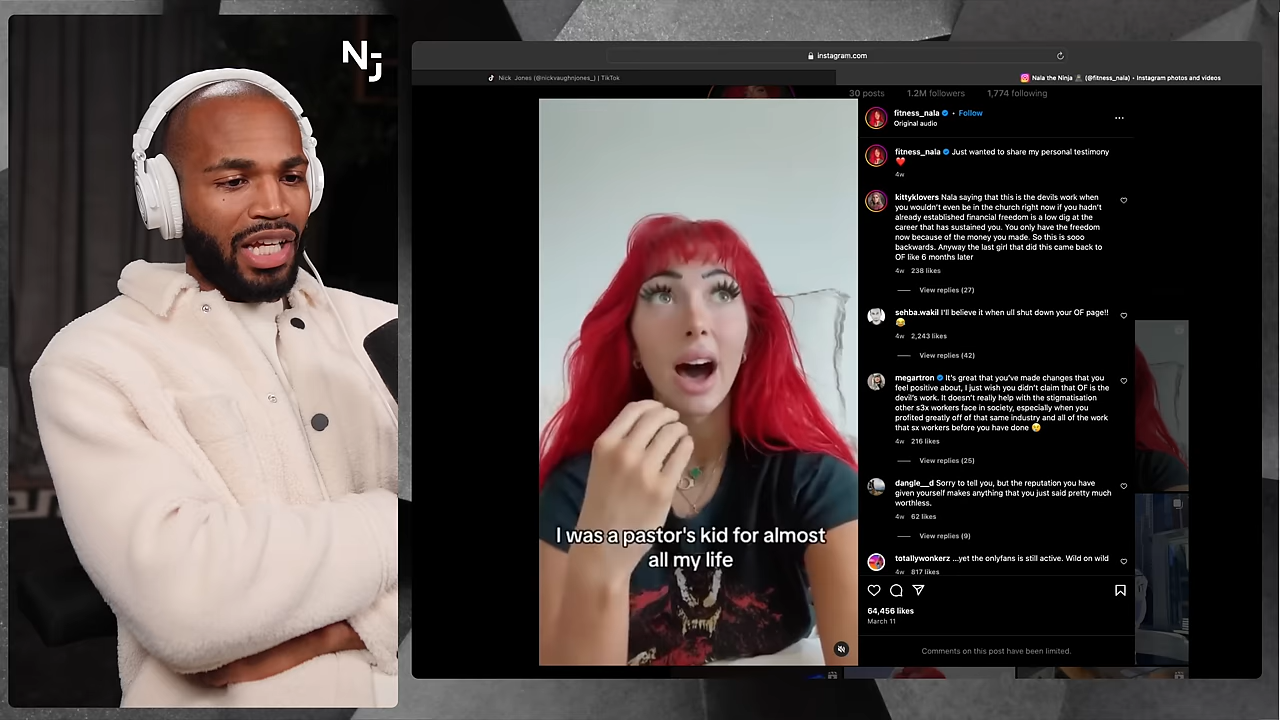 NJ
instagram.com
Nick Jones (@nickvaughnjones_) | TikTok
Nala the Ninja 🥷 (@fitness_nala) • Instagram photos and videos
30 posts 1.2M followers 1,774 following
fitness_nala • Follow
Original audio
fitness_nala Just wanted to share my personal testimony
❤️
4w
kittyklovers Nala saying that this is the devils work when
you wouldn't even be in the church right now if you hadn't
already established financial freedom is a low dig at the
career that has sustained you. You only have the freedom
now because of the money you made. So this is sooo
backwards. Anyway the last girl that did this came back to
OF like 6 months later
4w 238 likes
View replies (27)
sehba.wakil I'll believe it when ull shut down your OF page!!
😂
4w 2,243 likes
View replies (42)
megartron It's great that you've made changes that you
feel positive about, I just wish you didn't claim that OF is the
devil's work. It doesn't really help with the stigmatisation
other s3x workers face in society, especially when you
profited greatly off of that same industry and all of the work
that sx workers before you have done 😕
4w 216 likes
View replies (25)
dangle__d Sorry to tell you, but the reputation you have
given yourself makes anything that you just said pretty much
worthless.
4w 62 likes
View replies (9)
totallywonkerz ...yet the onlyfans is still active. Wild on wild
4w 817 likes
64,456 likes
March 11
Comments on this post have been limited.
I was a pastor's kid for almost
all my life